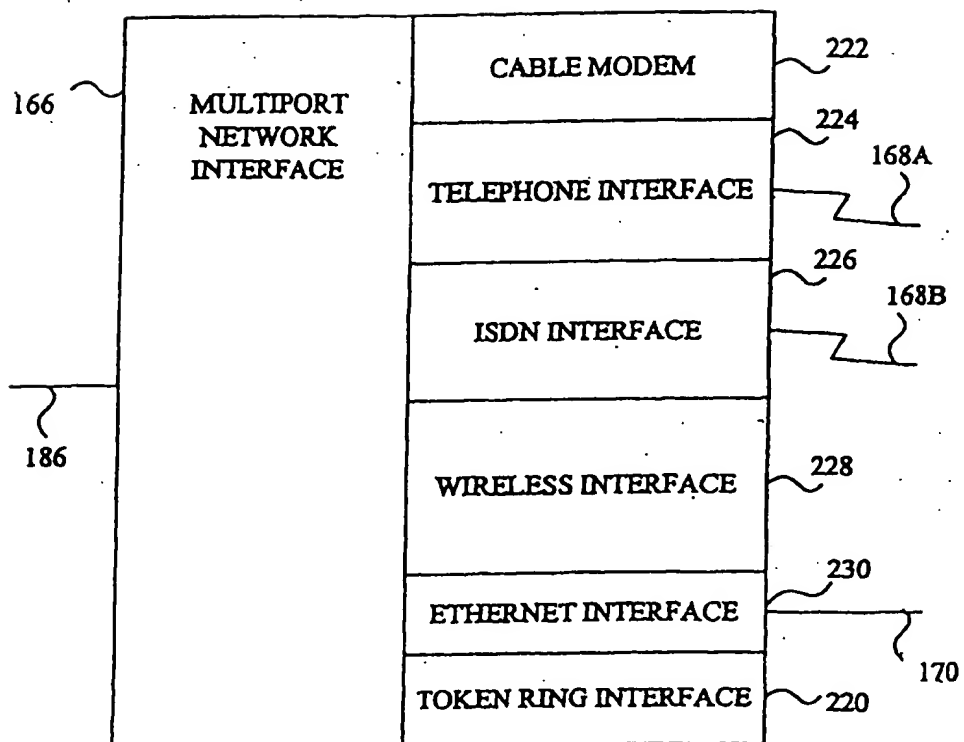 CABLE MODEM
222
166
MULTIPORT
NETWORK
INTERFACE
224
168A
TELEPHONE INTERFACE
226
168B
ISDN INTERFACE
186
WIRELESS INTERFACE
228
230
ETHERNET INTERFACE
170
TOKEN RING INTERFACE
220